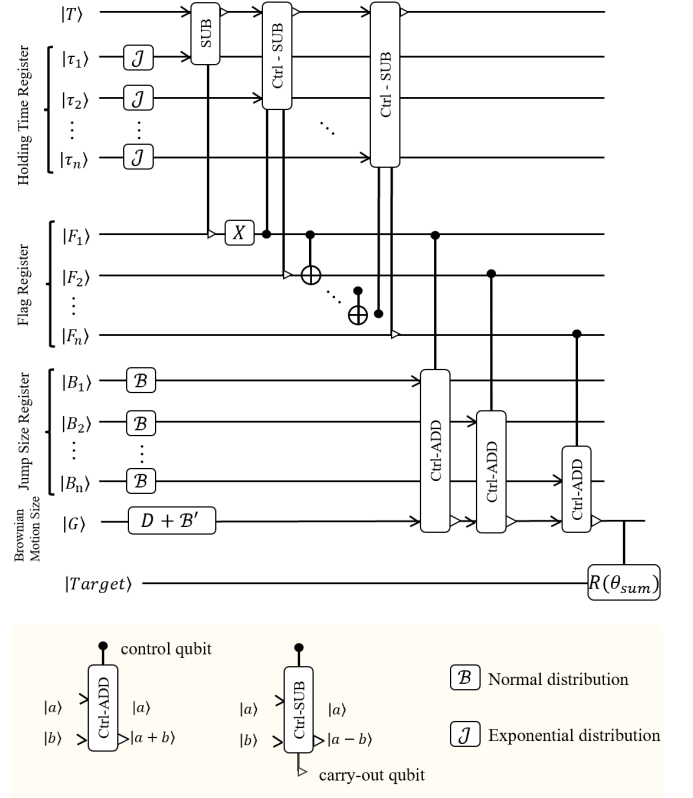 |T⟩
SUB
Ctrl - SUB
Ctrl - SUB
Holding Time Register
|τ₁⟩
𝒥
|τ₂⟩
𝒥
⋮
⋮
⋱
|τₙ⟩
𝒥
Flag Register
|F₁⟩
X
|F₂⟩
⋮
⋱
|Fₙ⟩
Jump Size Register
|B₁⟩
ℬ
|B₂⟩
ℬ
⋮
⋮
|Bₙ⟩
ℬ
Ctrl-ADD
Ctrl-ADD
Ctrl-ADD
Brownian
Motion Size
|G⟩
D + ℬ′
|Target⟩
R(θₛᵤₘ)
control qubit
Ctrl-ADD
|a⟩
|a⟩
|b⟩
|a + b⟩
Ctrl-SUB
|a⟩
|a⟩
|b⟩
|a − b⟩
carry-out qubit
ℬ Normal distribution
𝒥 Exponential distribution